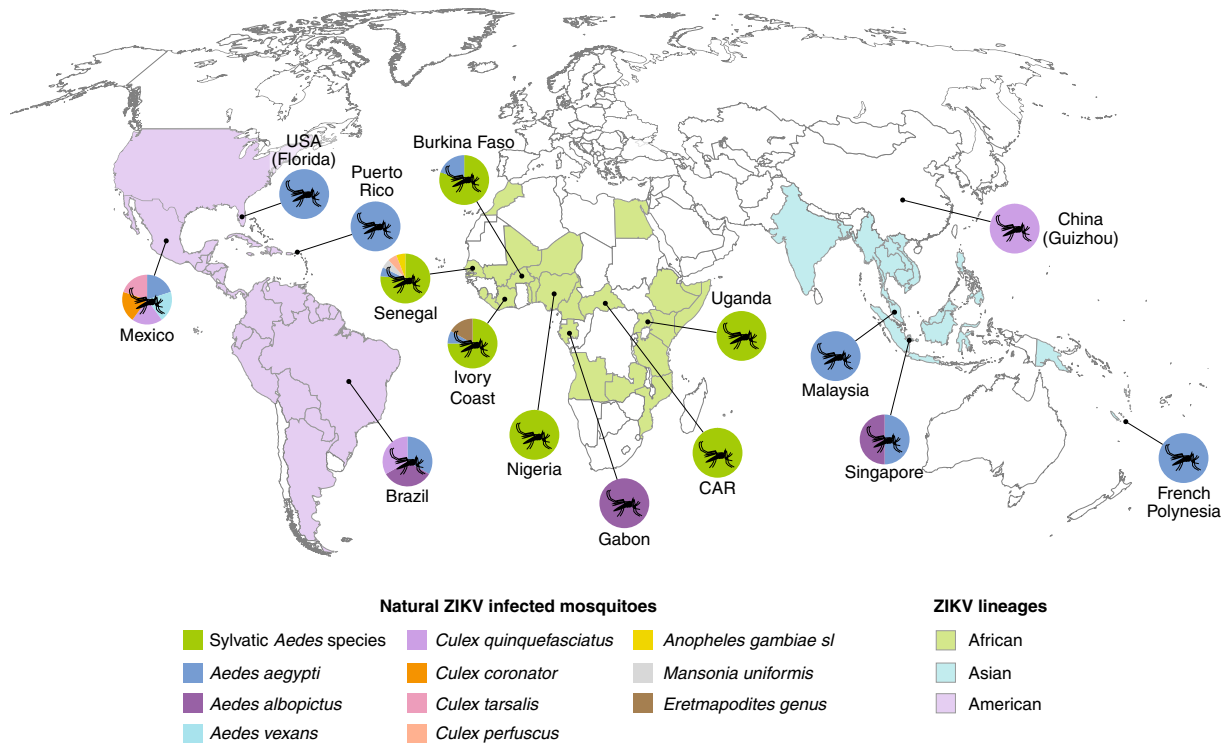 USA
(Florida)
Puerto
Rico
Burkina Faso
China
(Guizhou)
Senegal
Uganda
Mexico
Ivory
Coast
Malaysia
Nigeria
Brazil
CAR
Singapore
French
Polynesia
Gabon
Natural ZIKV infected mosquitoes
Sylvatic Aedes species
Aedes aegypti
Aedes albopictus
Aedes vexans
Culex quinquefasciatus
Culex coronator
Culex tarsalis
Culex perfuscus
Anopheles gambiae sl
Mansonia uniformis
Eretmapodites genus
ZIKV lineages
African
Asian
American